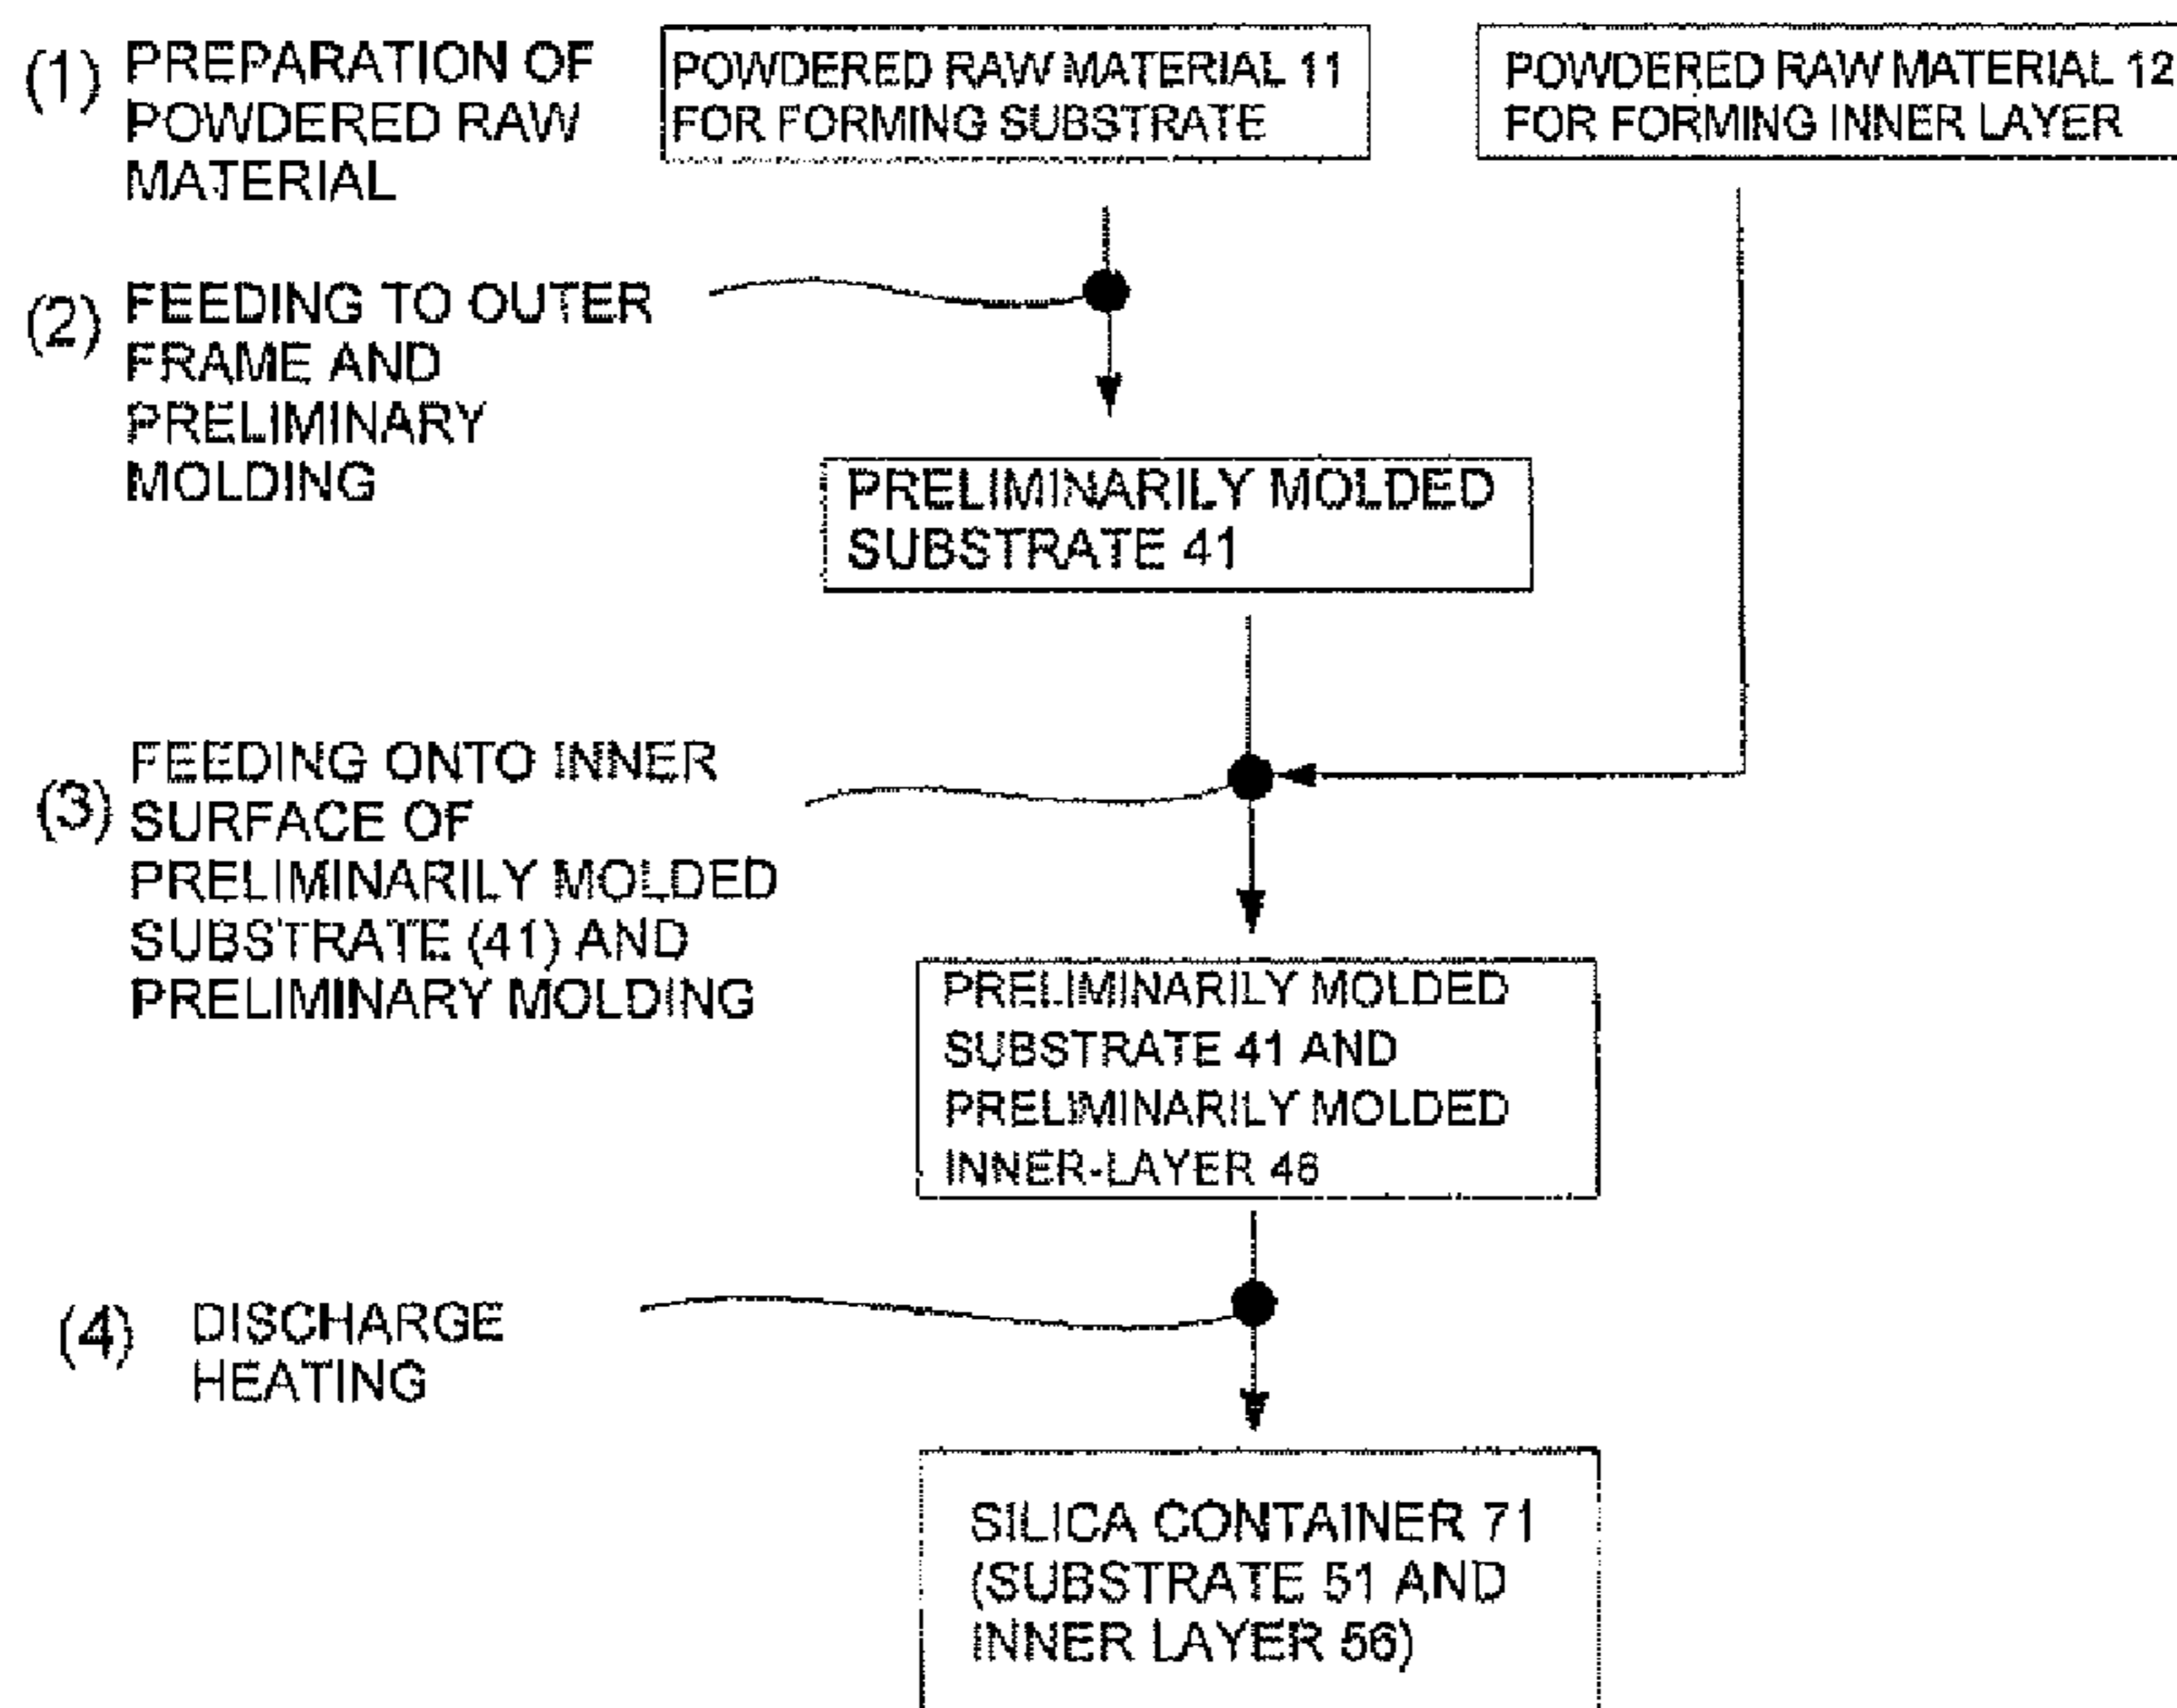 (1) PREPARATION OF
POWDERED RAW
MATERIAL
POWDERED RAW MATERIAL 11
FOR FORMING SUBSTRATE
POWDERED RAW MATERIAL 12
FOR FORMING INNER LAYER
(2) FEEDING TO OUTER
FRAME AND
PRELIMINARY
MOLDING
PRELIMINARILY MOLDED
SUBSTRATE 41
(3) FEEDING ONTO INNER
SURFACE OF
PRELIMINARILY MOLDED
SUBSTRATE (41) AND
PRELIMINARY MOLDING
PRELIMINARILY MOLDED
SUBSTRATE 41 AND
PRELIMINARILY MOLDED
INNER-LAYER 46
(4) DISCHARGE
HEATING
SILICA CONTAINER 71
(SUBSTRATE 51 AND
INNER LAYER 56)